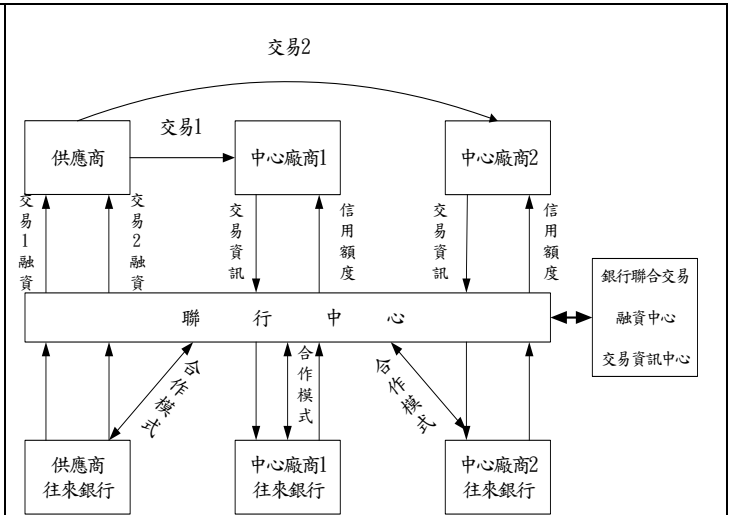 交易2
交易1
供應商
中心廠商1
中心廠商2
交易1融資
交易2融資
交易資訊
信用額度
交易資訊
信用額度
銀行聯合交易
融資中心
交易資訊中心
聯行中心
合作模式
合作模式
合作模式
供應商
往來銀行
中心廠商1
往來銀行
中心廠商2
往來銀行